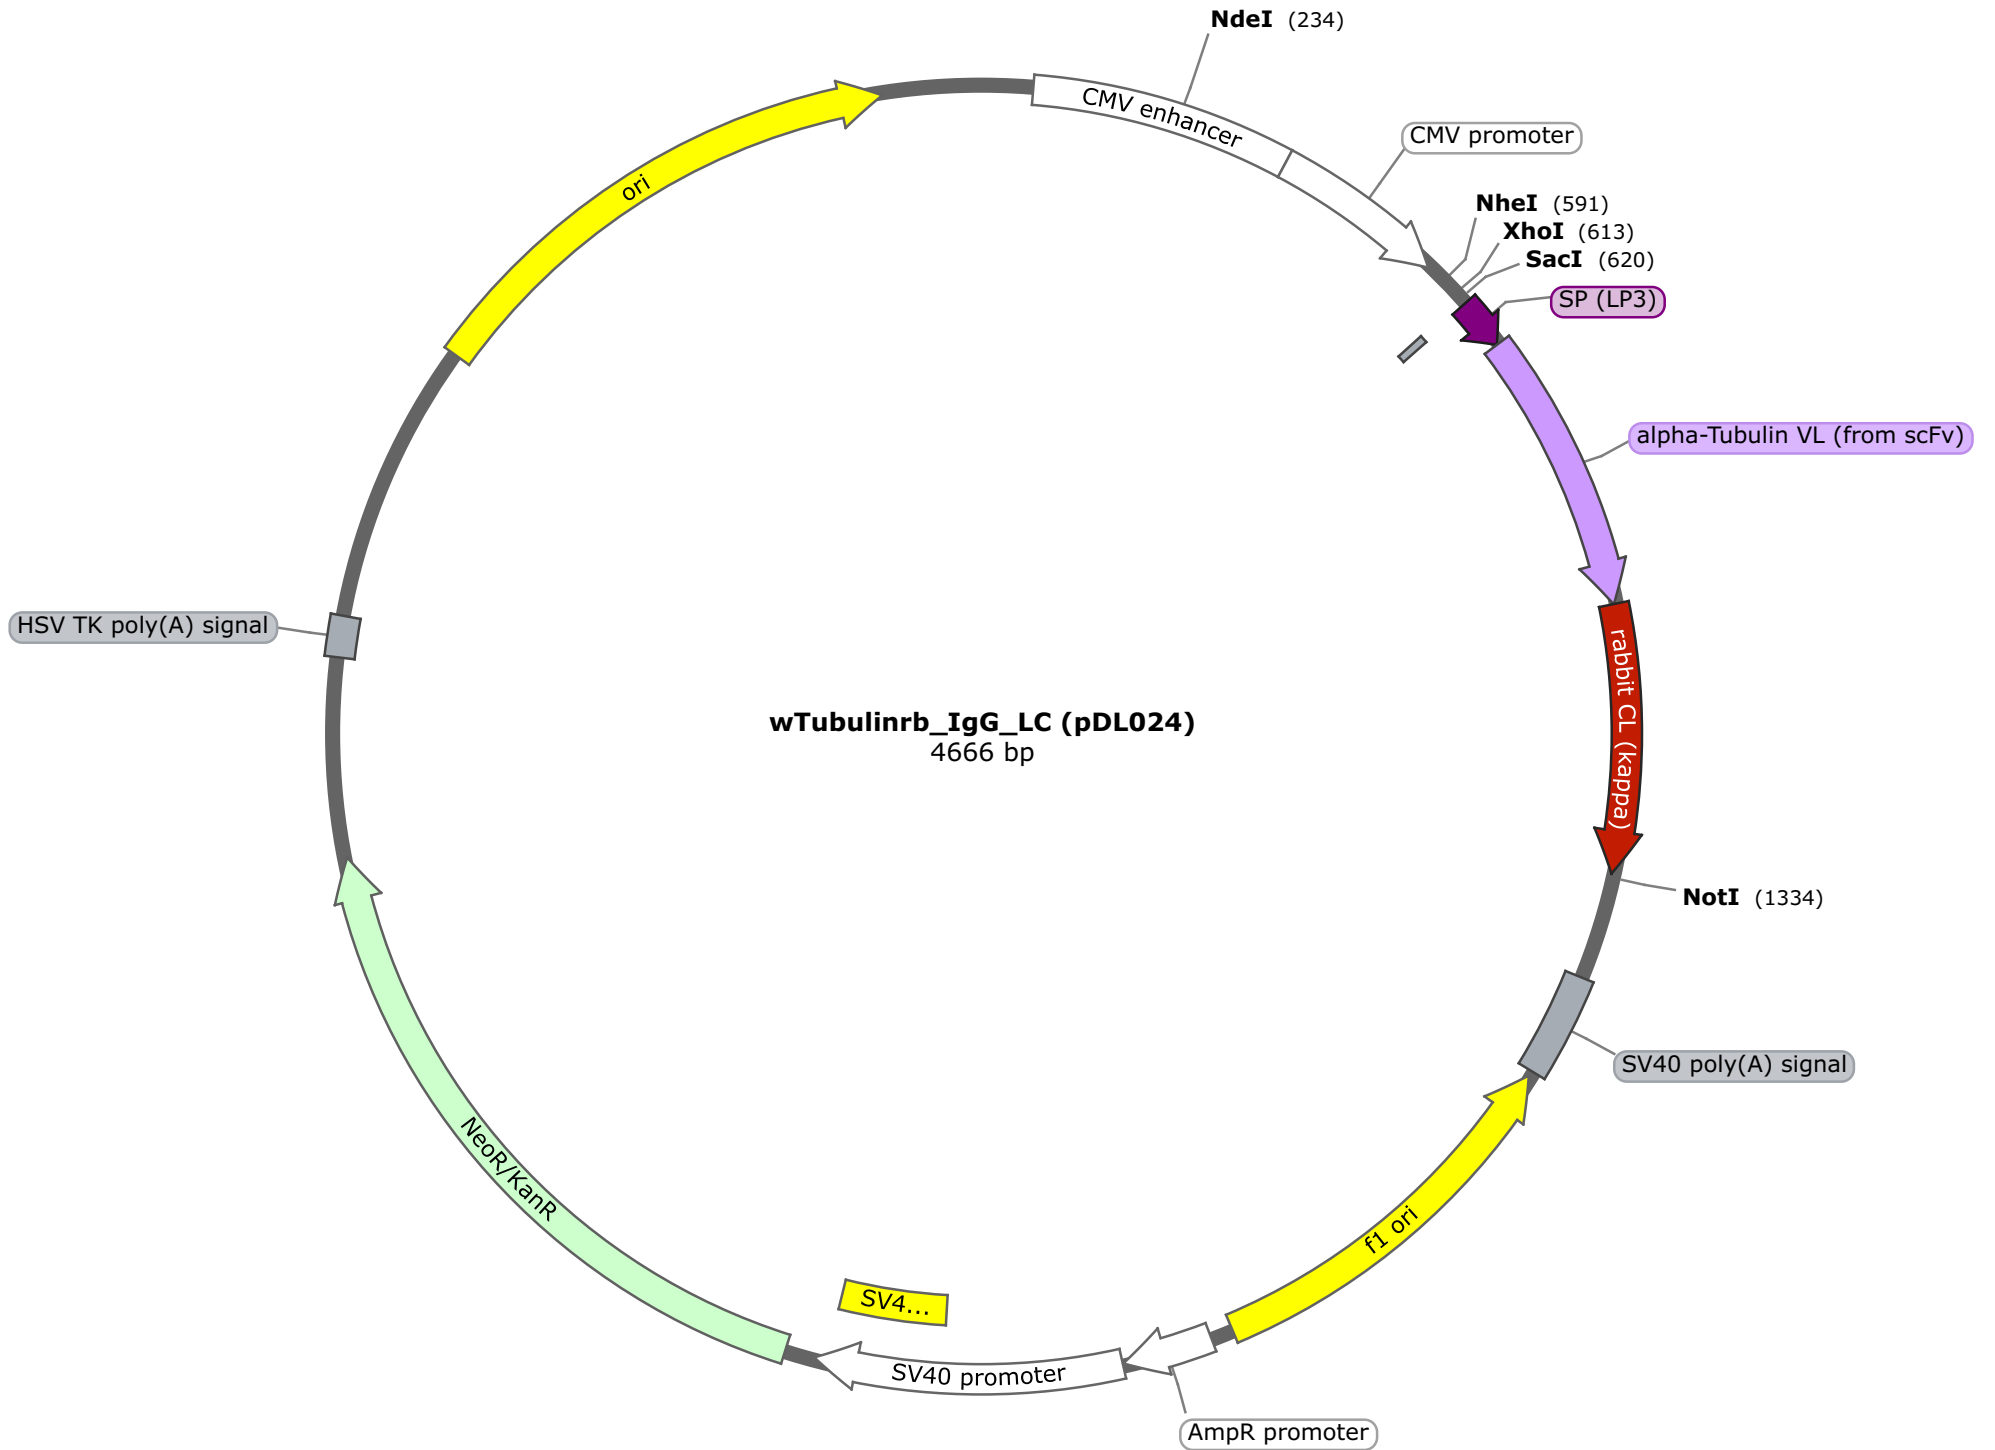 NdeI (234)
CMV enhancer
CMV promoter
NheI (591)
XhoI (613)
SacI (620)
SP (LP3)
ori
alpha-Tubulin VL (from scFv)
HSV TK poly(A) signal
rabbit CL (kappa)
wTubulinrb_IgG_LC (pDL024)
4666 bp
NotI (1334)
SV40 poly(A) signal
NeoR/KanR
f1 ori
SV4...
SV40 promoter
AmpR promoter